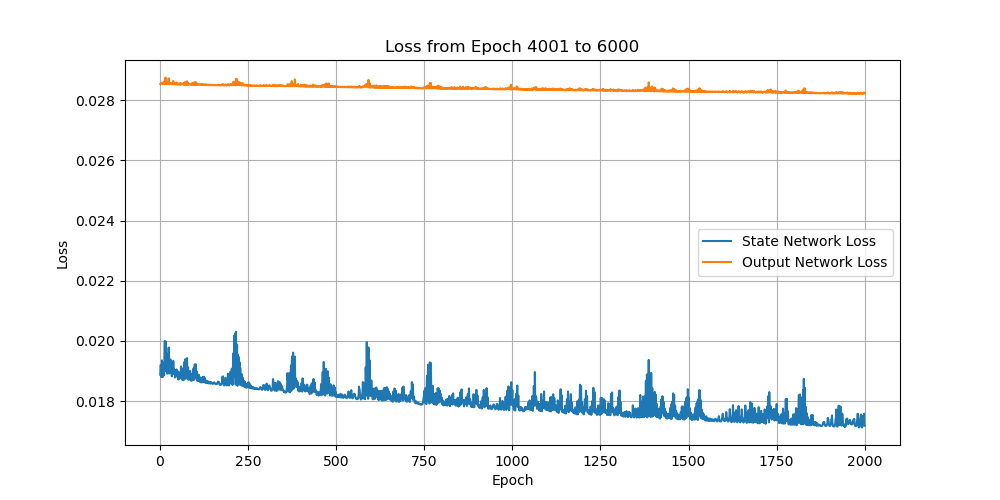 Loss from Epoch 4001 to 6000
0.028
0.026
0.024
0.022
0.020
0.018
Loss
State Network Loss
Output Network Loss
0 250 500 750 1000 1250 1500 1750 2000
Epoch